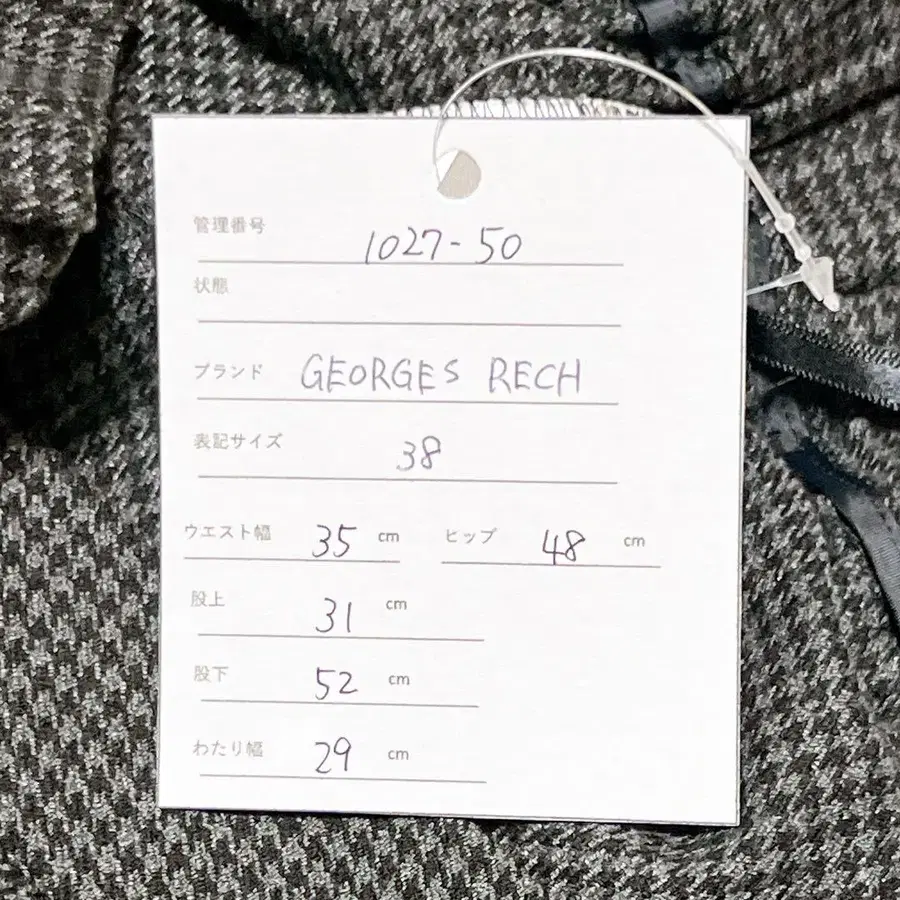 管理番号 1027-50
状態
ブランド GEORGES RECH
表記サイズ 38
ウエスト幅 35 cm ヒップ 48 cm
股上 31 cm
股下 52 cm
わたり幅 29 cm